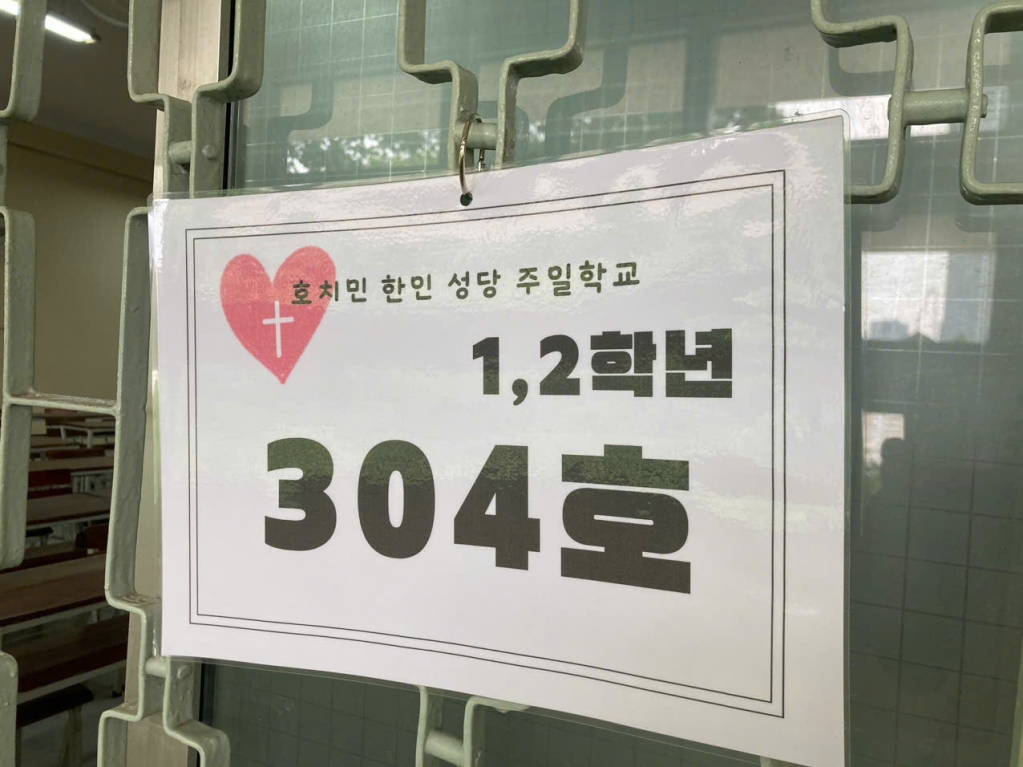 호치민 한인 성당 주일학교
1,2학년
304호